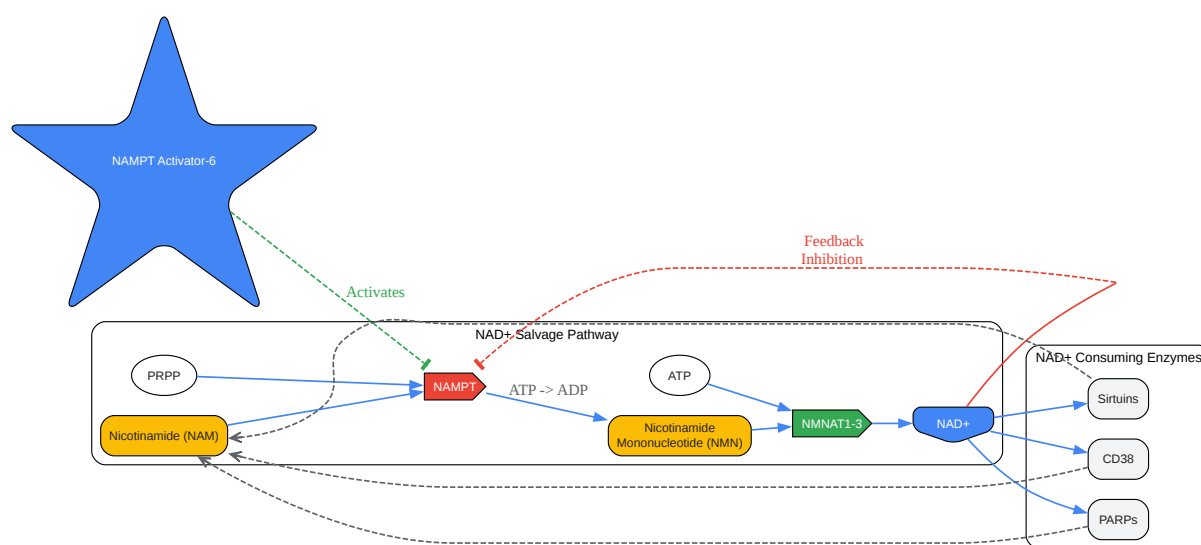 NAMPT Activator-6
Feedback
Inhibition
Activates
NAD+ Salvage Pathway
NAD+ Consuming Enzymes
PRPP
NAMPT
ATP -> ADP
ATP
Sirtuins
Nicotinamide (NAM)
Nicotinamide
Mononucleotide (NMN)
NMNAT1-3
NAD+
CD38
PARPs